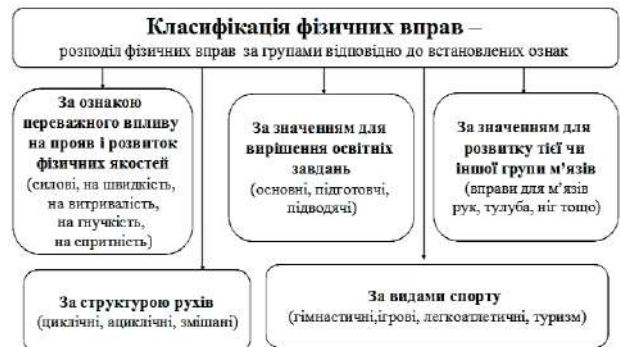 Класифікація фізичних вправ –
розподіл фізичних вправ за групами відповідно до встановлених ознак
За ознакою
переважного впливу
на прояв і розвиток
фізичних якостей
(силові, на швидкість,
на витривалість,
на гнучкість,
на спритність)
За значенням для
вирішення освітніх
завдань
(основні, підготовчі,
підводячі)
За значенням для
розвитку тієї чи
іншої групи м’язів
(вправи для м’язів
рук, тулуба, ніг тощо)
За структурою рухів
(циклічні, ациклічні, змішані)
За видами спорту
(гімнастичні,ігрові, легкоатлетичні, туризм)